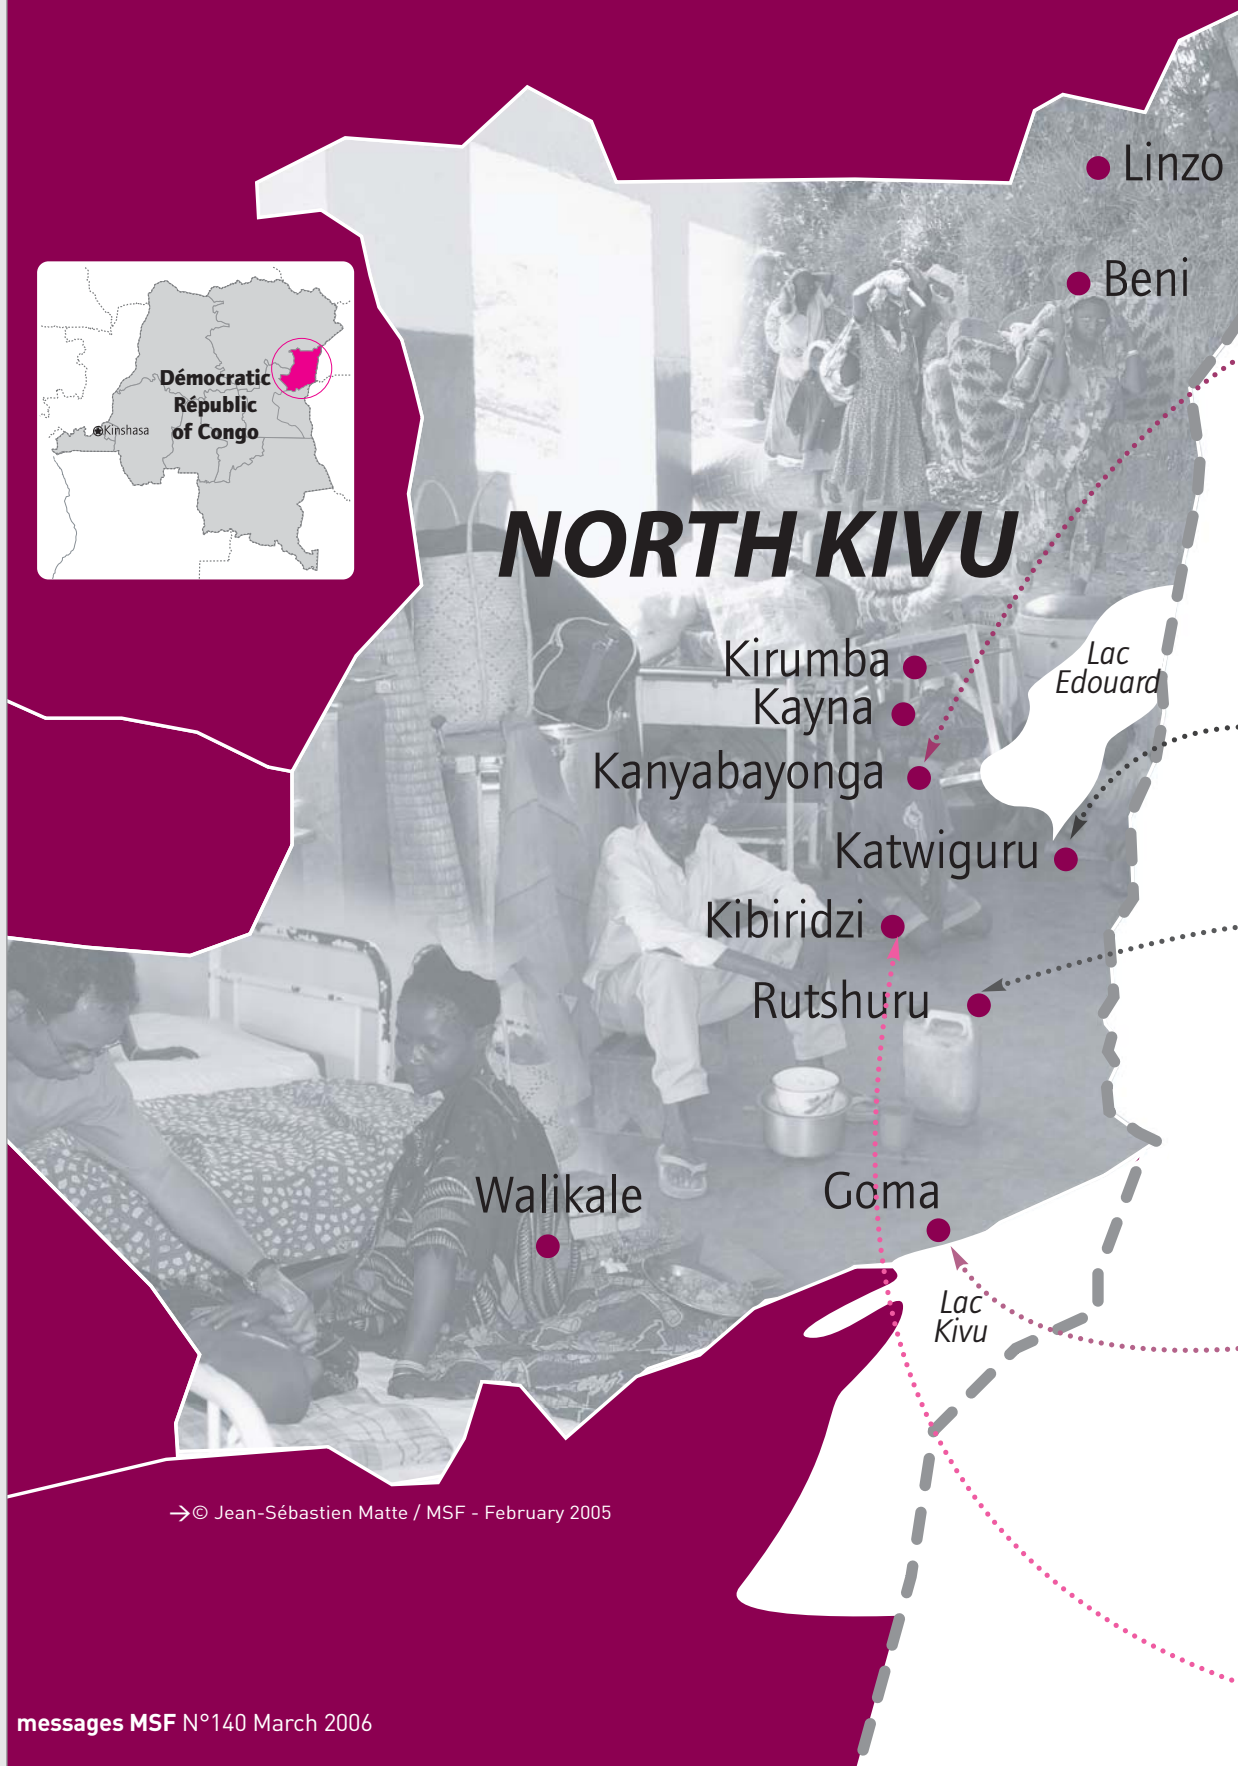 Linzo
Beni
Démocratic
Républic
of Congo
Kinshasa
NORTH KIVU
Kirumba
Lac
Edouard
Kayna
Kanyabayonga
Katwiguru
Kibiridzi
Rutshuru
Walikale
Goma
Lac
Kivu
→© Jean-Sébastien Matte / MSF - February 2005
messages MSF N°140 March 2006